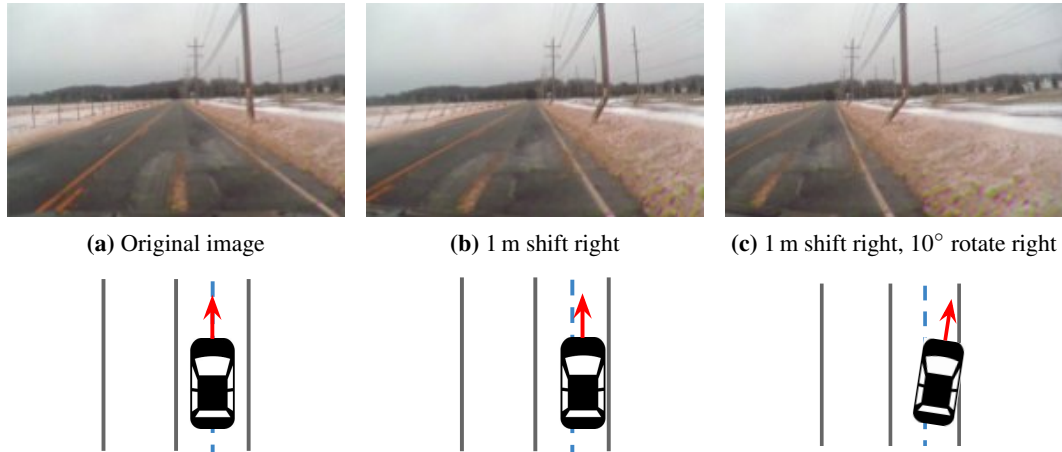 (a) Original image
(b) 1 m shift right
(c) 1 m shift right, 10° rotate right